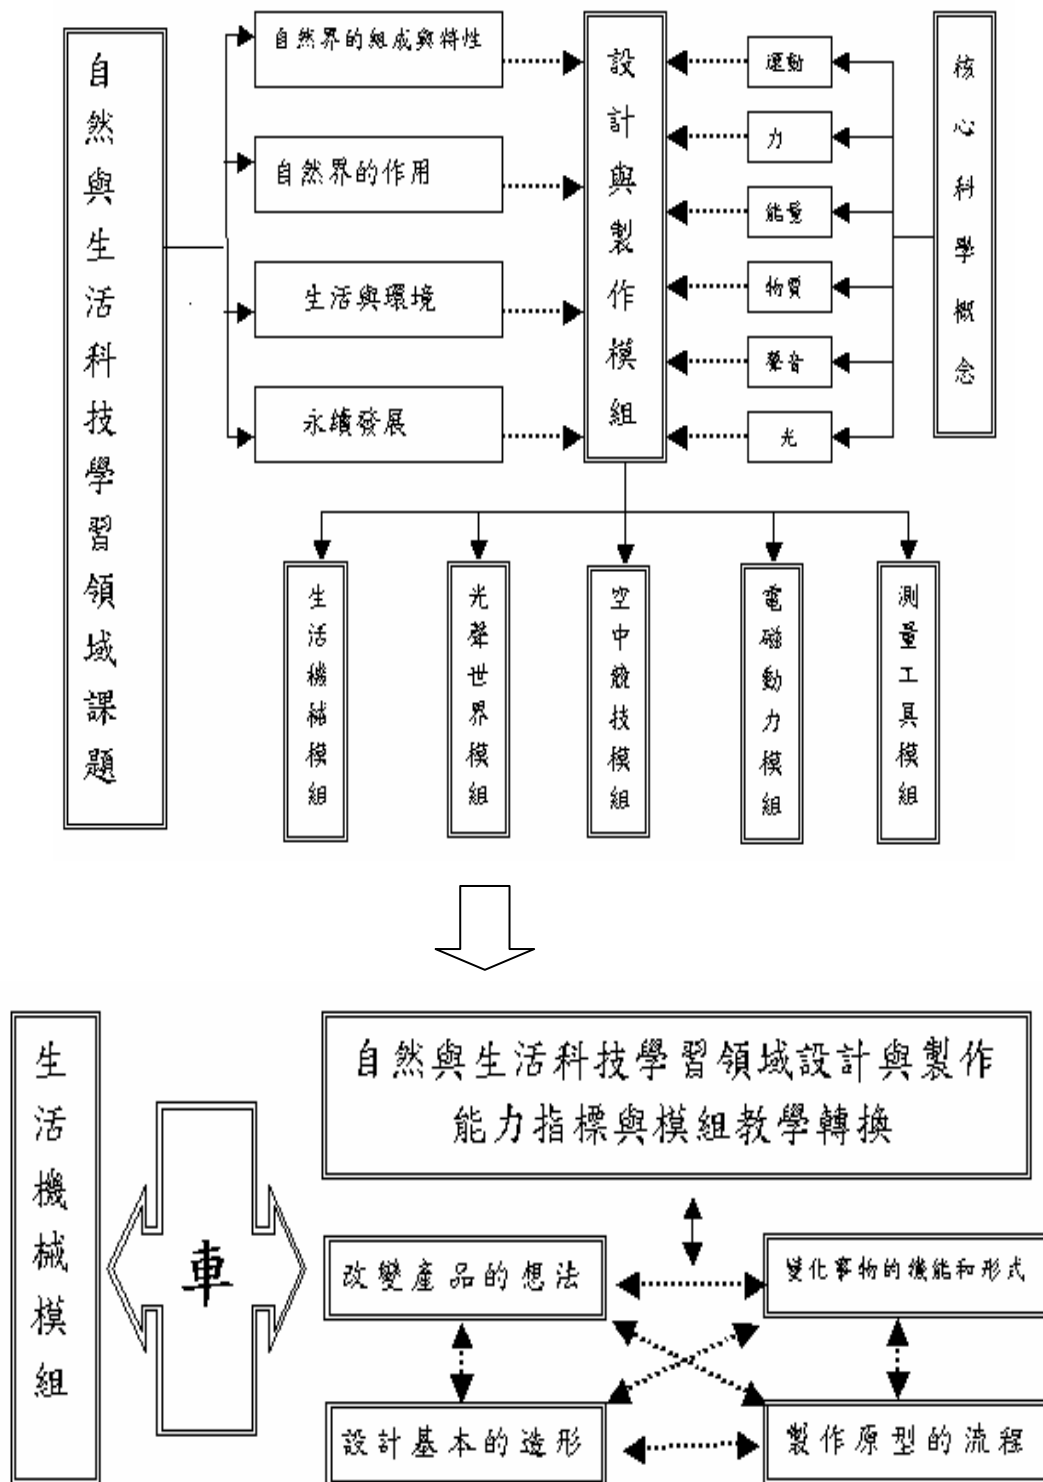 自然與生活科技學習領域課題
自然界的組成與特性
自然界的作用
生活與環境
永續發展
設計與製作模組
運動
力
能量
物質
聲音
光
核心科學概念
生活機械模組
光聲世界模組
空中競技模組
電磁動力模組
測量工具模組
生活機械模組
車
自然與生活科技學習領域設計與製作
能力指標與模組教學轉換
改變產品的想法
變化事物的機能和形式
設計基本的造形
製作原型的流程